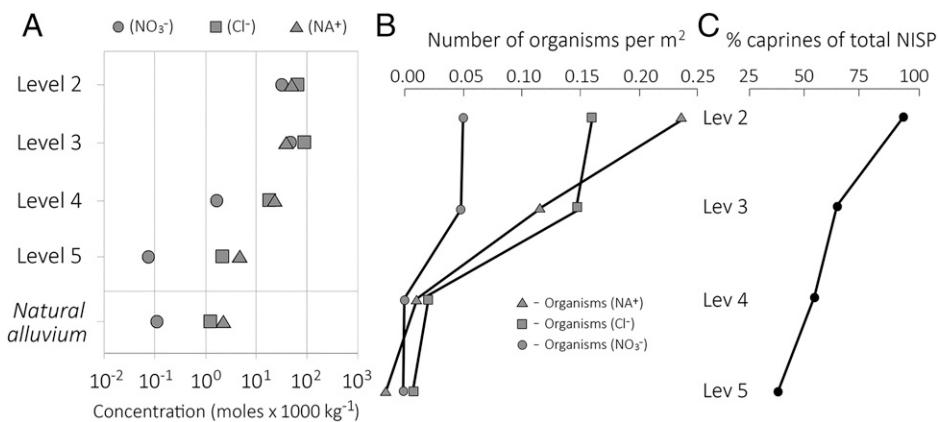 A
(NO₃⁻) (Cl⁻) (NA⁺)
Level 2
Level 3
Level 4
Level 5
Natural
alluvium
10⁻² 10⁻¹ 10⁰ 10¹ 10² 10³
Concentration (moles x 1000 kg⁻¹)
B
Number of organisms per m²
0.00 0.05 0.10 0.15 0.20 0.25
– Organisms (NA⁺)
– Organisms (Cl⁻)
– Organisms (NO₃⁻)
C
% caprines of total NISP
25 50 75 100
Lev 2
Lev 3
Lev 4
Lev 5